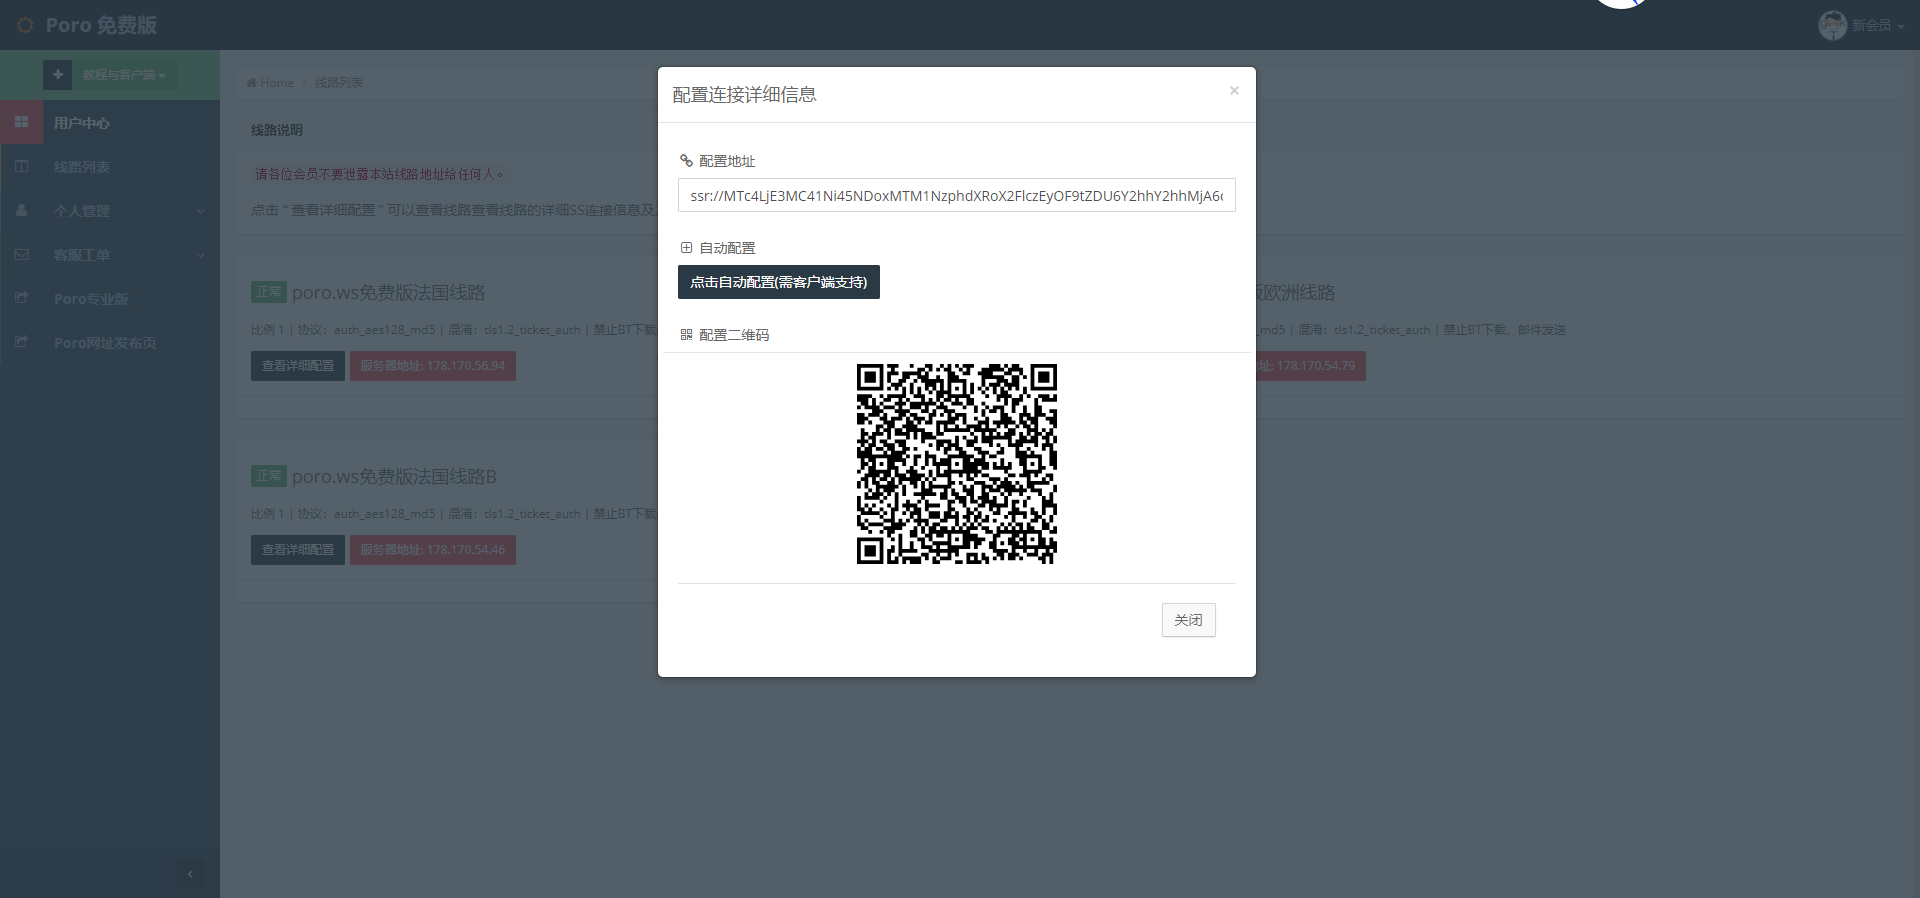 Poro 免费版
新会员
教程与客户端
用户中心
线路列表
个人管理
客服工单
Poro专业版
Poro网址发布页
Home / 线路列表
线路说明
请各位会员不要泄露本站线路地址给任何人。
点击 " 查看详细配置 " 可以查看线路查看线路的详细SS连接信息及
正常 poro.ws免费版法国线路
比例 1 | 协议：auth_aes128_md5 | 混淆：tls1.2_ticket_auth | 禁止BT下载
查看详细配置 服务器地址: 178.170.56.94
欧洲线路
_md5 | 混淆：tls1.2_ticket_auth | 禁止BT下载、邮件发送
址: 178.170.54.79
正常 poro.ws免费版法国线路B
比例 1 | 协议：auth_aes128_md5 | 混淆：tls1.2_ticket_auth | 禁止BT下载
查看详细配置 服务器地址: 178.170.54.46
配置连接详细信息
×
配置地址
ssr://MTc4LjE3MC41Ni45NDoxMTM1NzphdXRoX2FlczEyOF9tZDU6Y2hhY2hhMjA6
自动配置
点击自动配置(需客户端支持)
配置二维码
关闭